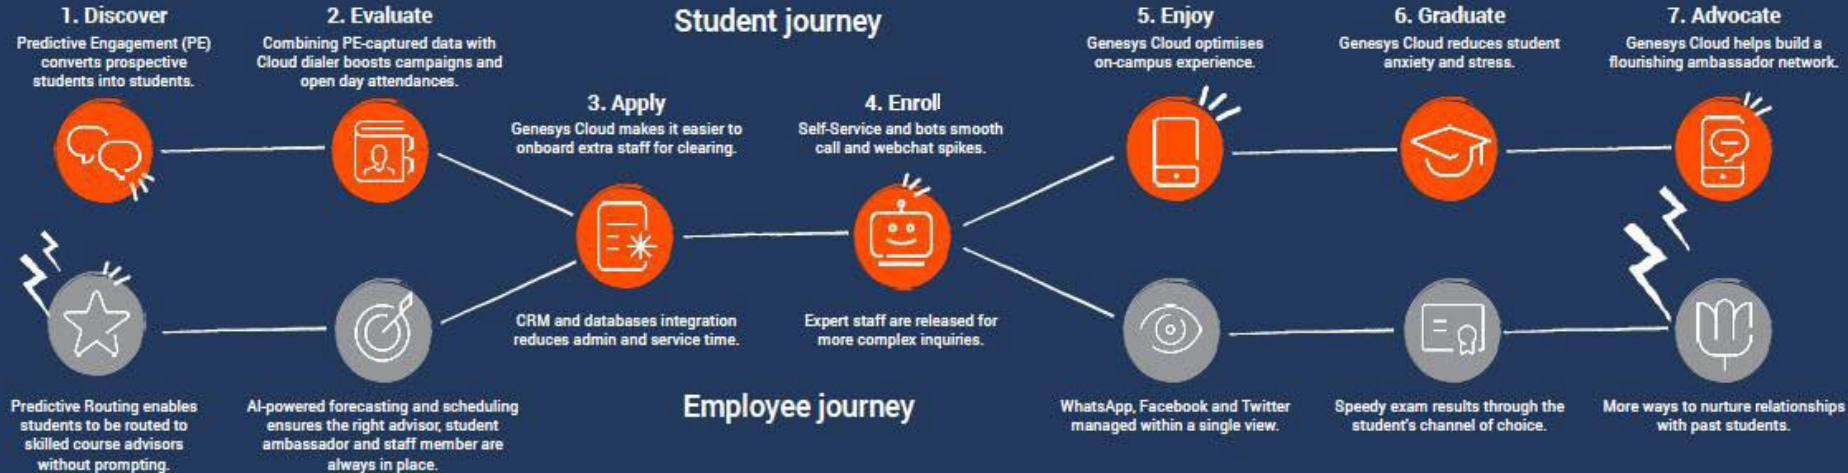 Student journey
1. Discover
Predictive Engagement (PE)
converts prospective
students into students.
2. Evaluate
Combining PE-captured data with
Cloud dialer boosts campaigns and
open day attendances.
3. Apply
Genesys Cloud makes it easier to
onboard extra staff for clearing.
4. Enroll
Self-Service and bots smooth
call and webchat spikes.
5. Enjoy
Genesys Cloud optimises
on-campus experience.
6. Graduate
Genesys Cloud reduces student
anxiety and stress.
7. Advocate
Genesys Cloud helps build a
flourishing ambassador network.
Employee journey
Predictive Routing enables
students to be routed to
skilled course advisors
without prompting.
AI-powered forecasting and scheduling
ensures the right advisor, student
ambassador and staff member are
always in place.
CRM and databases integration
reduces admin and service time.
Expert staff are released for
more complex inquiries.
WhatsApp, Facebook and Twitter
managed within a single view.
Speedy exam results through the
student's channel of choice.
More ways to nurture relationships
with past students.